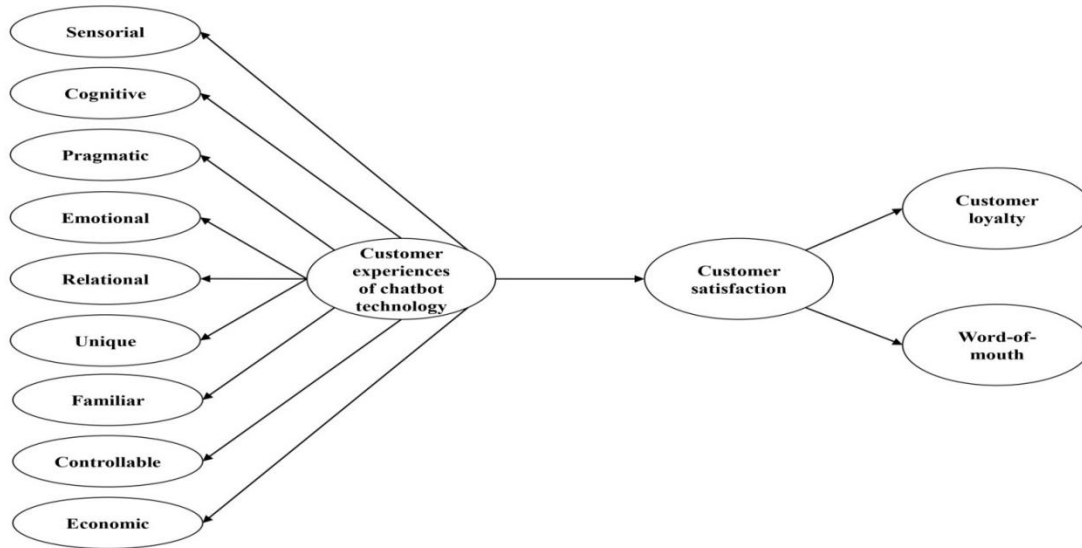 Sensorial
Cognitive
Pragmatic
Emotional
Relational
Unique
Familiar
Controllable
Economic
Customer
experiences
of chatbot
technology
Customer
satisfaction
Customer
loyalty
Word-of-
mouth